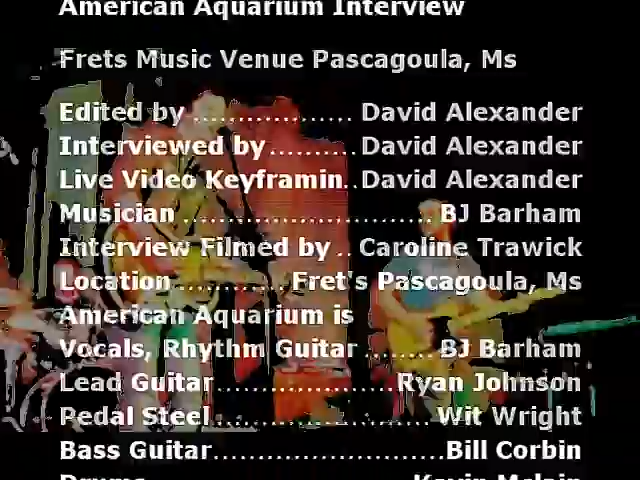 American Aquarium Interview
Frets Music Venue Pascagoula, Ms
Edited by .................. David Alexander
Interviewed by.......... David Alexander
Live Video Keyframin.. David Alexander
Musician ............................ BJ Barham
Interview Filmed by .. Caroline Trawick
Location ............ Fret's Pascagoula, Ms
American Aquarium is
Vocals, Rhythm Guitar ........ BJ Barham
Lead Guitar.................... Ryan Johnson
Pedal Steel........................ Wit Wright
Bass Guitar..........................Bill Corbin